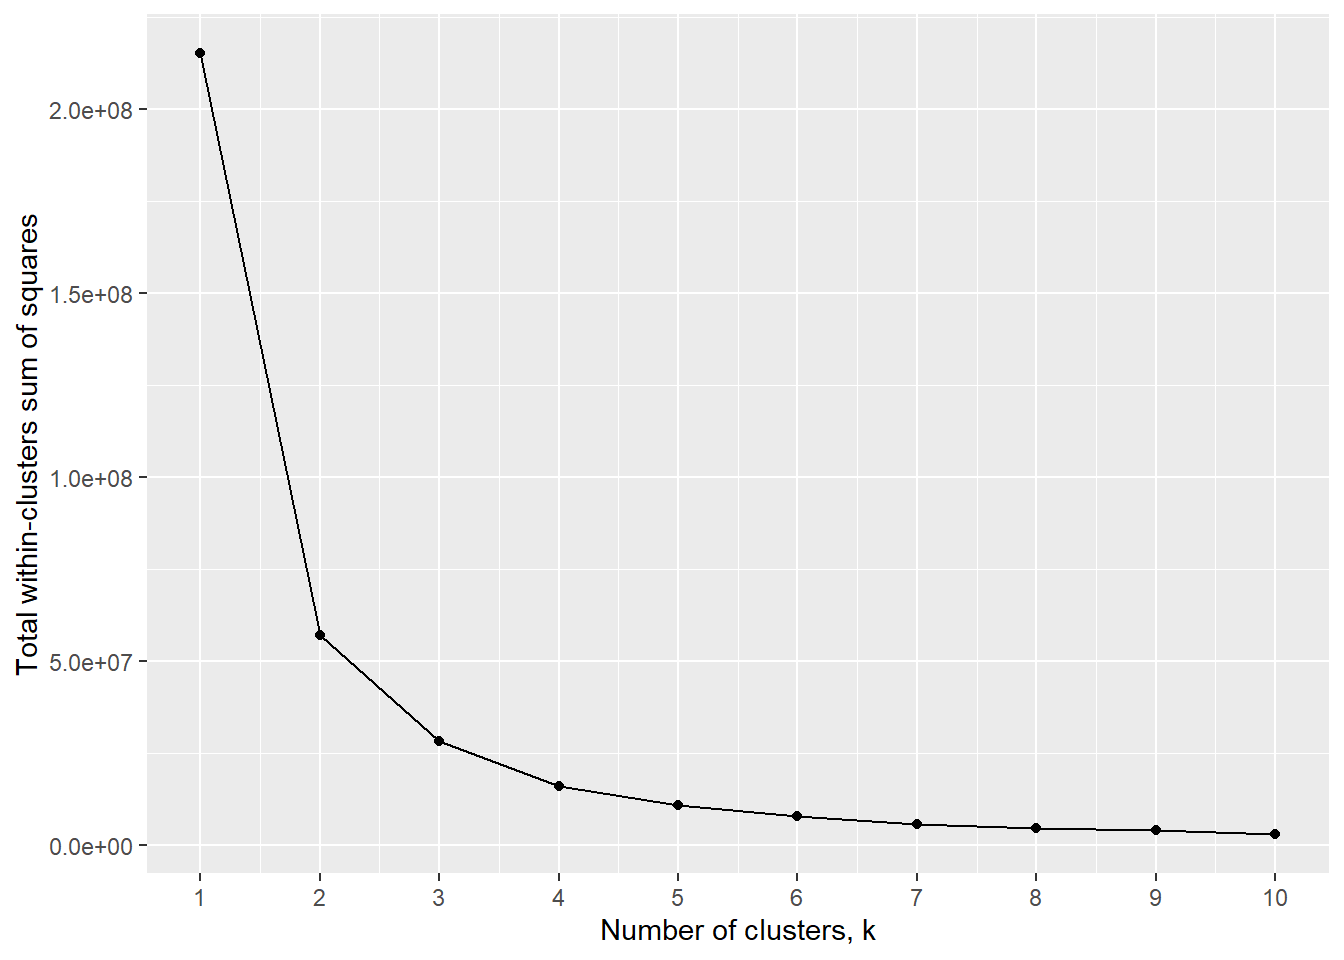 Total within-clusters sum of squares
2.0e+08
1.5e+08
1.0e+08
5.0e+07
0.0e+00
1 2 3 4 5 6 7 8 9 10
Number of clusters, k